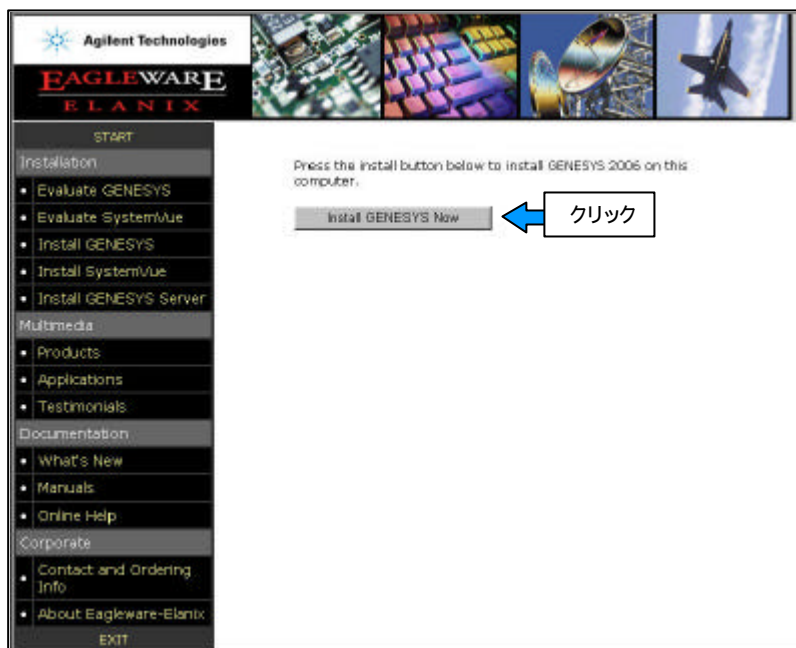 Agilent Technologies
EAGLEWARE
ELANIX
START
Installation
Evaluate GENESYS
Evaluate SystemVue
Install GENESYS
Install SystemVue
Install GENESYS Server
Multimedia
Products
Applications
Testimonials
Documentation
What's New
Manuals
Online Help
Corporate
Contact and Ordering
Info
About Eagleware-Elanix
EXIT
Press the install button below to install GENESYS 2006 on this
computer.
Install GENESYS Now
クリック